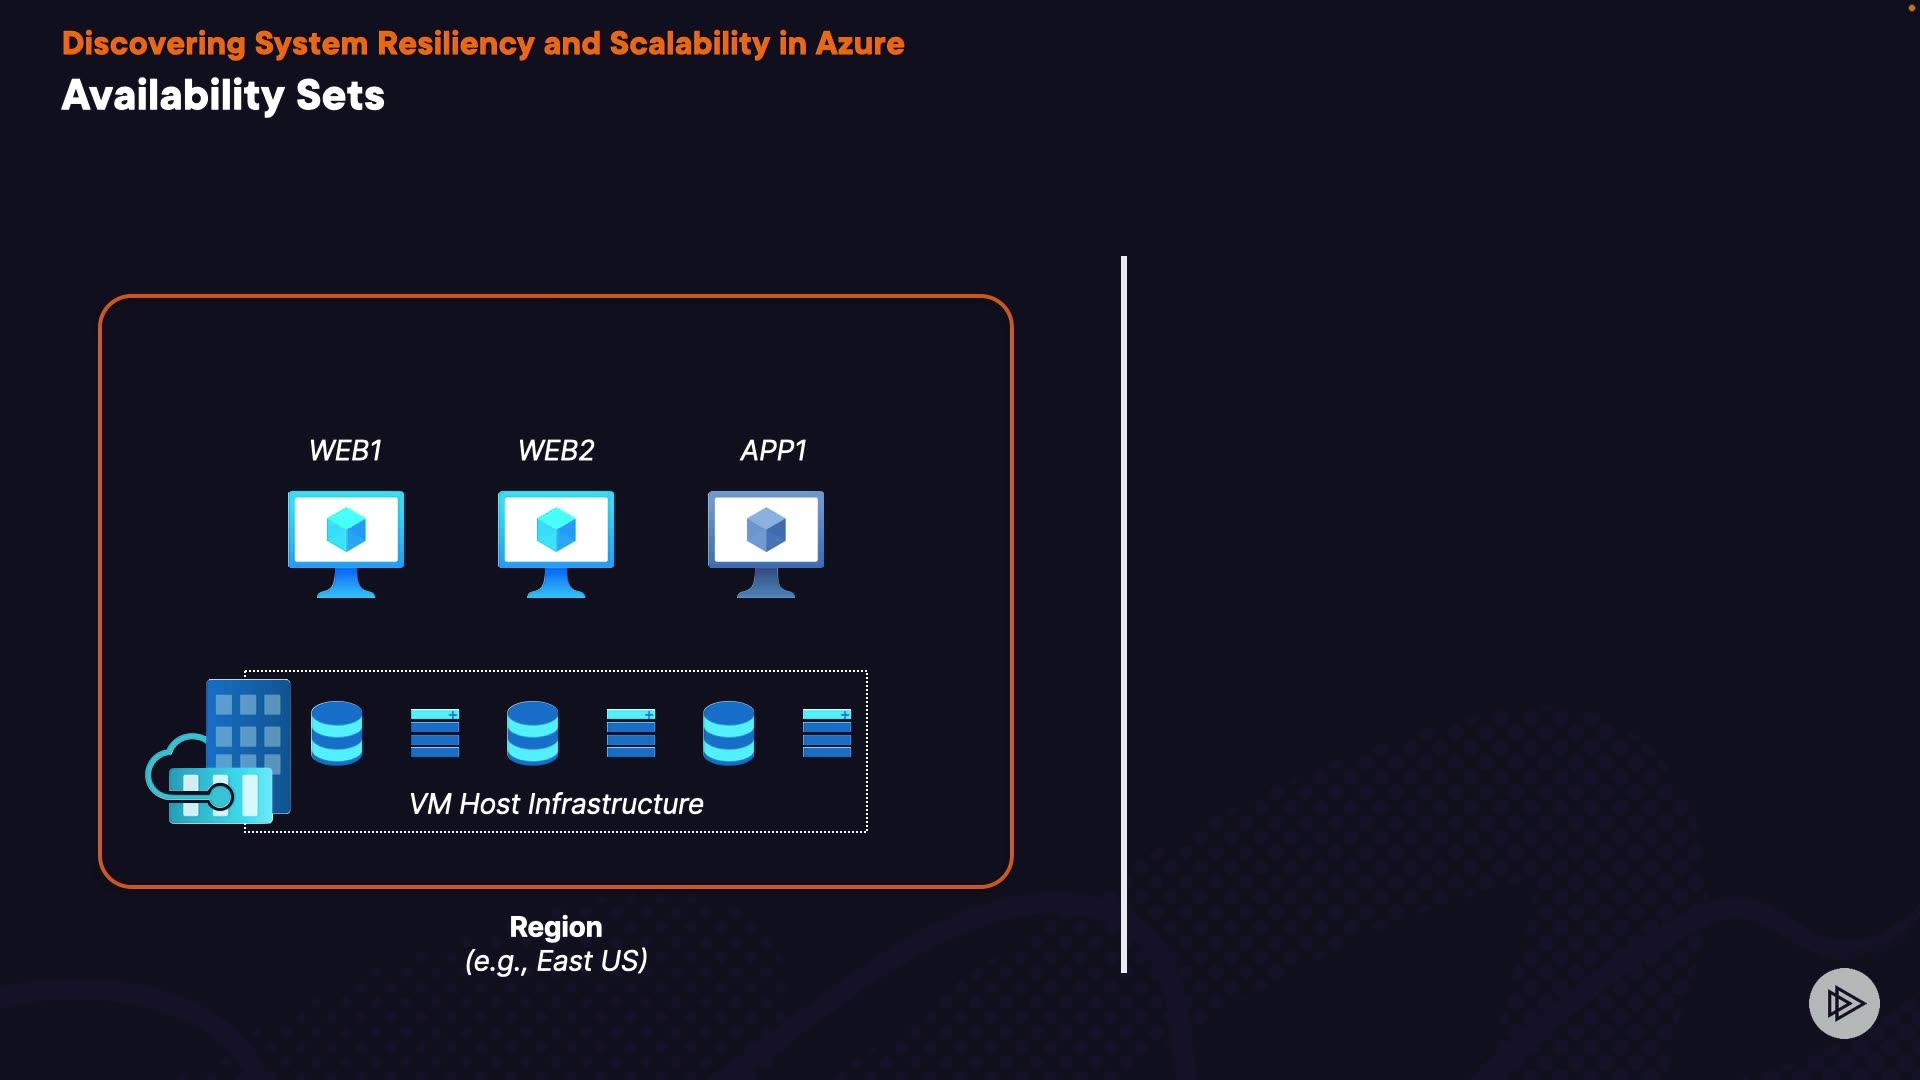 Discovering System Resiliency and Scalability in Azure
Availability Sets
WEB1 WEB2 APP1
VM Host Infrastructure
Region
(e.g., East US)